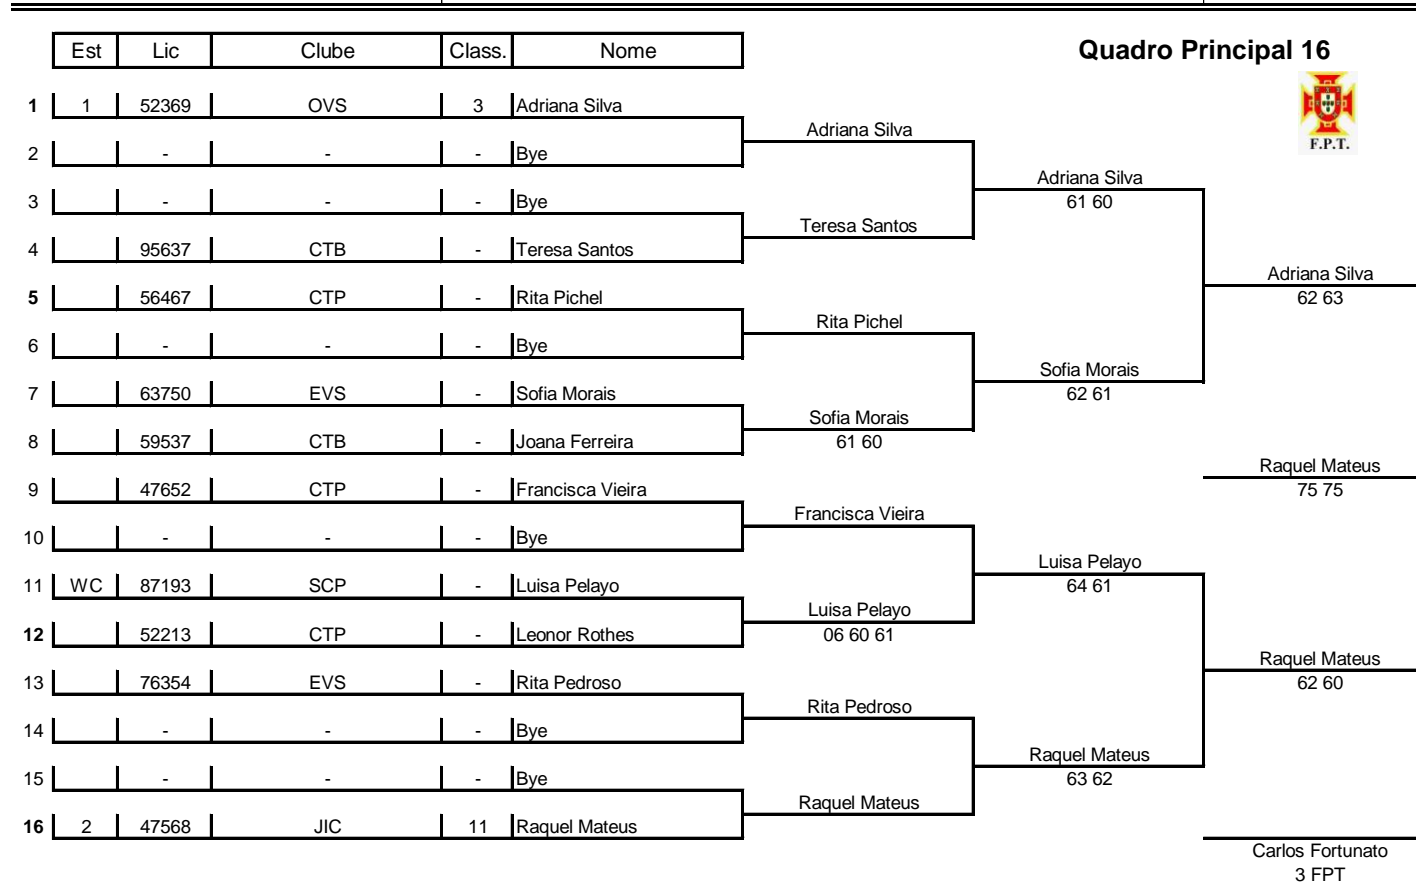 Est Lic Clube Class. Nome Quadro Principal 16
F.P.T.
1 1 52369 OVS 3 Adriana Silva
Adriana Silva
2 - - - Bye
Adriana Silva
3 - - - Bye 61 60
Teresa Santos
4 95637 CTB - Teresa Santos
Adriana Silva
5 56467 CTP - Rita Pichel 62 63
Rita Pichel
6 - - - Bye
Sofia Morais
7 63750 EVS - Sofia Morais 62 61
Sofia Morais
8 59537 CTB - Joana Ferreira 61 60
Raquel Mateus
9 47652 CTP - Francisca Vieira 75 75
Francisca Vieira
10 - - - Bye
Luisa Pelayo
11 WC 87193 SCP - Luisa Pelayo 64 61
Luisa Pelayo
12 52213 CTP - Leonor Rothes 06 60 61
Raquel Mateus
13 76354 EVS - Rita Pedroso 62 60
Rita Pedroso
14 - - - Bye
Raquel Mateus
15 - - - Bye 63 62
Raquel Mateus
16 2 47568 JIC 11 Raquel Mateus
Carlos Fortunato
3 FPT